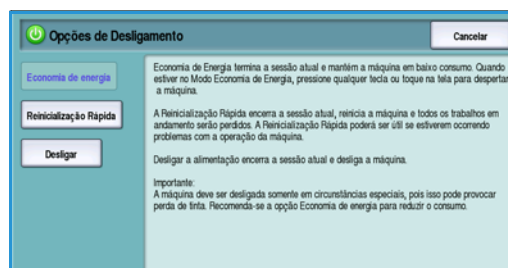 Opções de Desligamento
Cancelar
Economia de energia
Reinicialização Rápida
Desligar
Economia de Energia termina a sessão atual e mantém a máquina em baixo consumo. Quando
estiver no Modo Economia de Energia, pressione qualquer tecla ou toque na tela para despertar
a máquina.
A Reinicialização Rápida encerra a sessão atual, reinicia a máquina e todos os trabalhos em
andamento serão perdidos. A Reinicialização Rápida poderá ser útil se estiverem ocorrendo
problemas com a operação da máquina.
Desligar a alimentação encerra a sessão atual e desliga a máquina.
Importante:
A máquina deve ser desligada somente em circunstâncias especiais, pois isso pode provocar
perda de tinta. Recomenda-se a opção Economia de energia para reduzir o consumo.